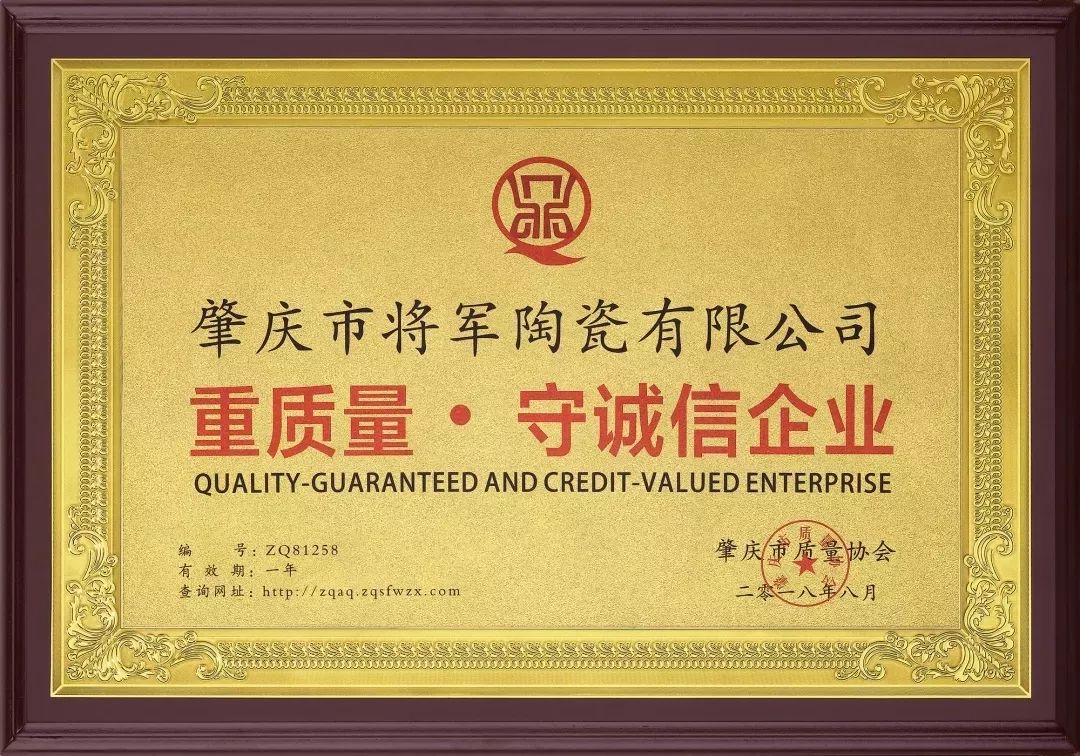 肇庆市将军陶瓷有限公司
重质量·守诚信企业
QUALITY-GUARANTEED AND CREDIT-VALUED ENTERPRISE
编 号：ZQ81258
有 效 期：一年
查询网址：http://zqaq.zqsfwzx.com
肇庆市质量协会
二零一八年八月